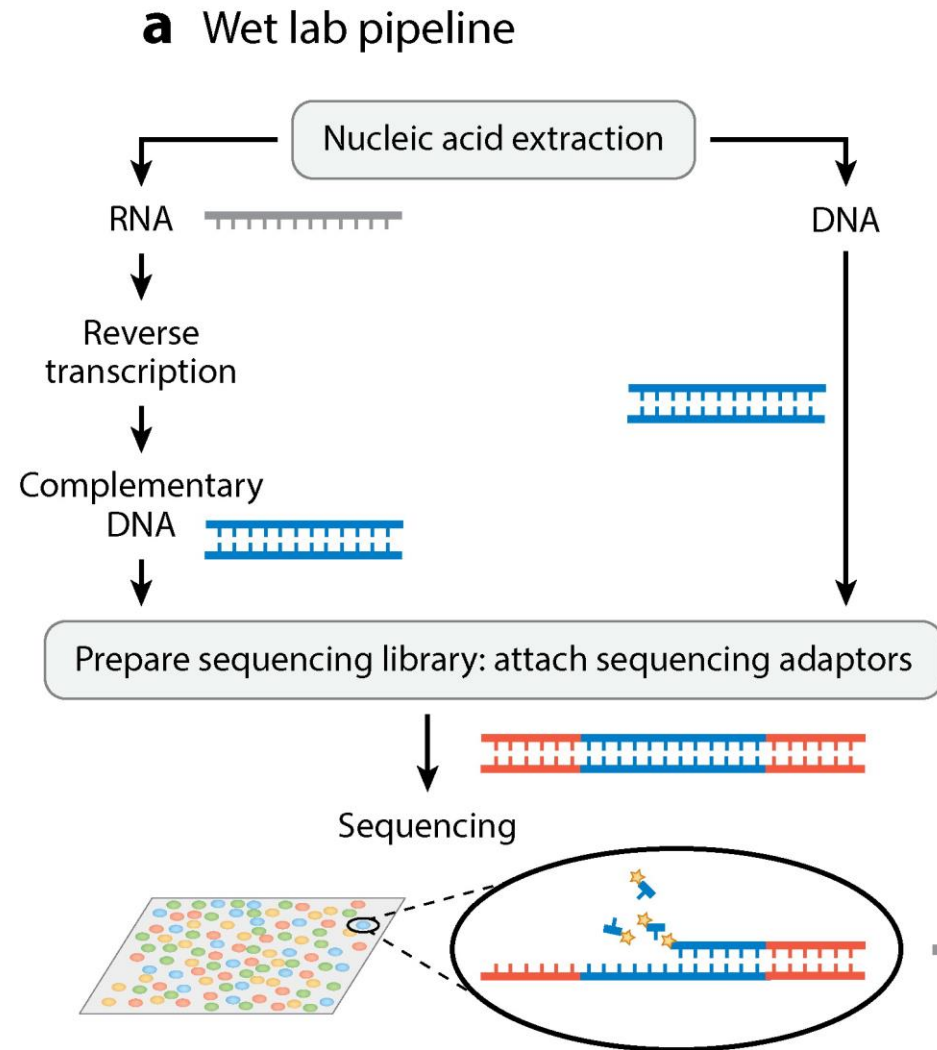 a Wet lab pipeline
Nucleic acid extraction
RNA
DNA
Reverse
transcription
Complementary
DNA
Prepare sequencing library: attach sequencing adaptors
Sequencing